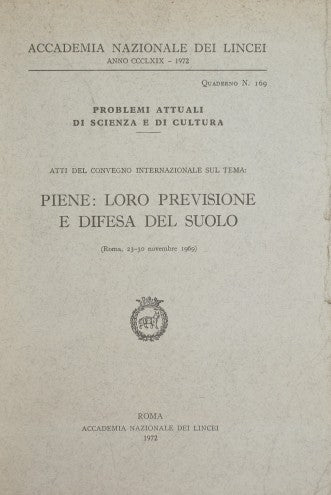 ACCADEMIA NAZIONALE DEI LINCEI
ANNO CCCLXIX - 1972
QUADERNO N. 169
PROBLEMI ATTUALI
DI SCIENZA E DI CULTURA
ATTI DEL CONVEGNO INTERNAZIONALE SUL TEMA:
PIENE: LORO PREVISIONE
E DIFESA DEL SUOLO
(Roma, 23-30 novembre 1969)
ROMA
ACCADEMIA NAZIONALE DEI LINCEI
1972